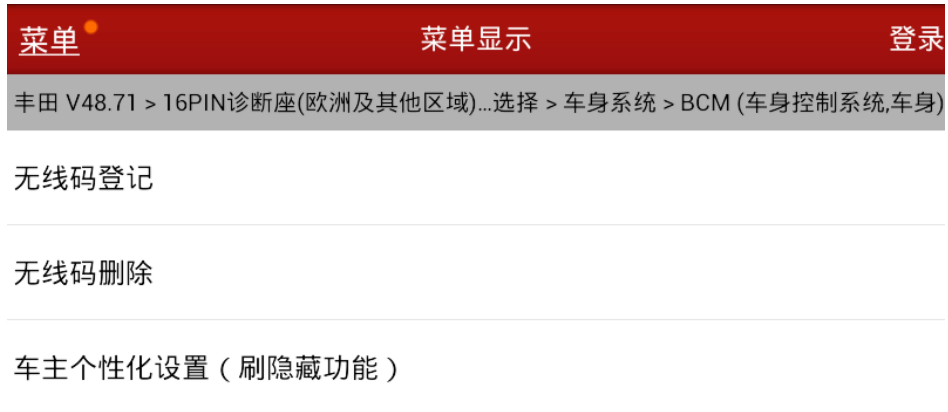 菜单 菜单显示 登录
丰田 V48.71 > 16PIN诊断座(欧洲及其他区域)...选择 > 车身系统 > BCM (车身控制系统,车身)
无线码登记
无线码删除
车主个性化设置（刷隐藏功能）